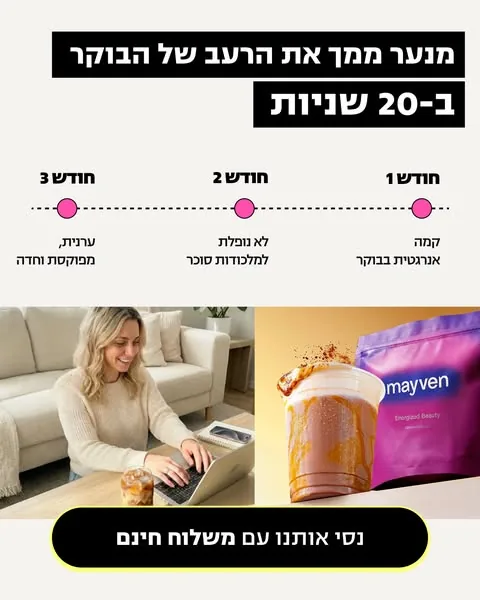 מנער ממך את הרעב של הבוקר
ב-20 שניות
חודש 1
חודש 2
חודש 3
קמה
אנרגטית בבוקר
לא נופלת
למלכודות סוכר
ערנית,
מפוקסת וחדה
mayven
Energized Beauty
נסי אותנו עם משלוח חינם